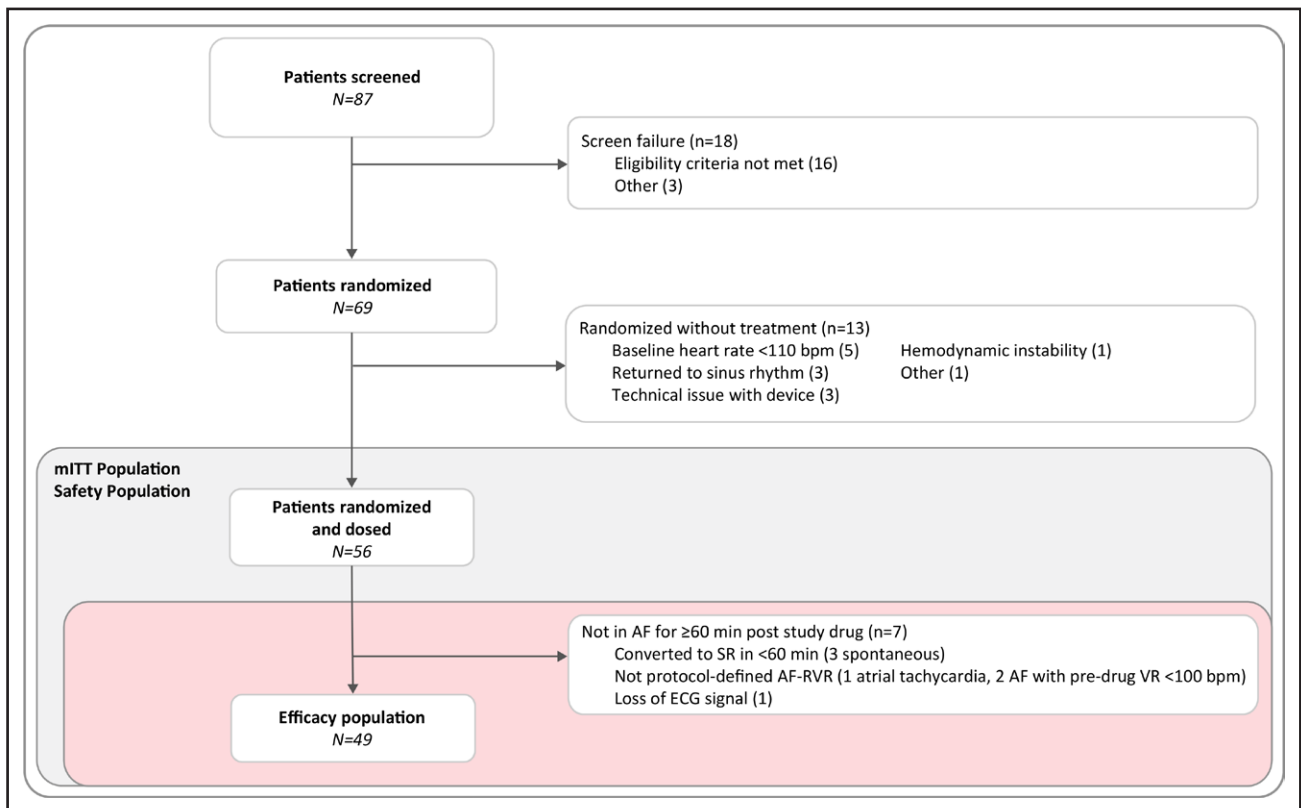 Patients screened
N=87
Screen failure (n=18)
Eligibility criteria not met (16)
Other (3)
Patients randomized
N=69
Randomized without treatment (n=13)
Baseline heart rate <110 bpm (5)
Hemodynamic instability (1)
Returned to sinus rhythm (3)
Other (1)
Technical issue with device (3)
mITT Population
Safety Population
Patients randomized
and dosed
N=56
Not in AF for ≥60 min post study drug (n=7)
Converted to SR in <60 min (3 spontaneous)
Not protocol-defined AF-RVR (1 atrial tachycardia, 2 AF with pre-drug VR <100 bpm)
Loss of ECG signal (1)
Efficacy population
N=49